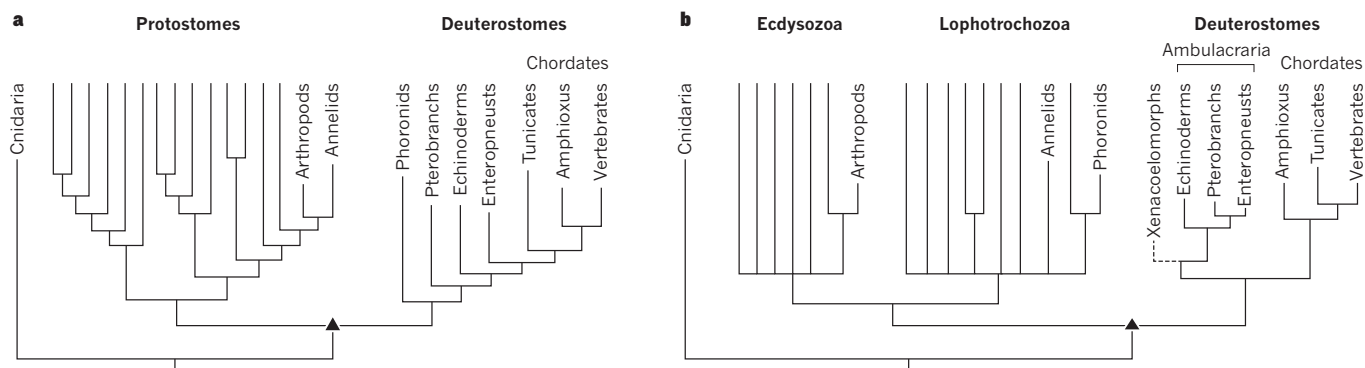 a
Protostomes
Deuterostomes
Chordates
Cnidaria
Arthropods
Annelids
Phoronids
Pterobranchs
Echinoderms
Enteropneusts
Tunicates
Amphioxus
Vertebrates
b
Ecdysozoa
Lophotrochozoa
Deuterostomes
Ambulacraria
Chordates
Cnidaria
Arthropods
Annelids
Phoronids
Xenacoelomorphs
Echinoderms
Pterobranchs
Enteropneusts
Amphioxus
Tunicates
Vertebrates